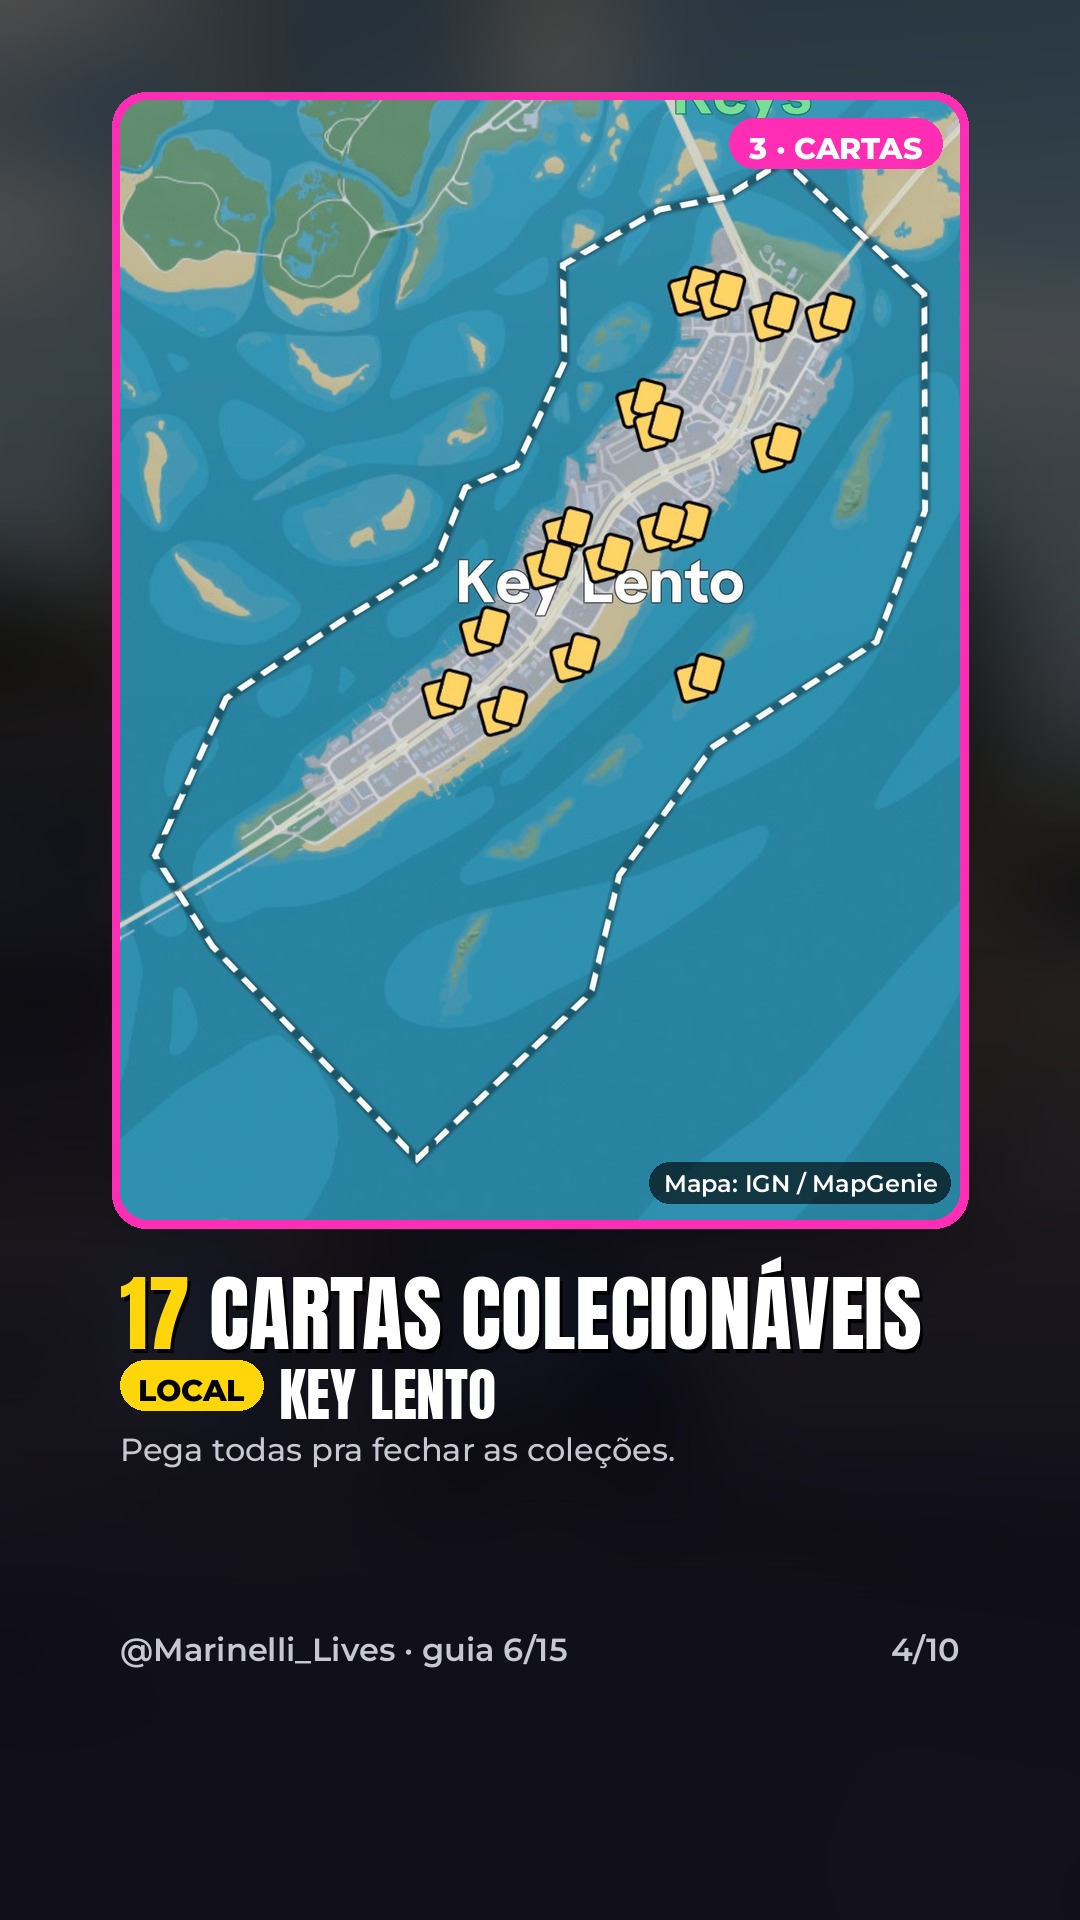 Keys
3 · CARTAS
Key Lento
Mapa: IGN / MapGenie
17 CARTAS COLECIONÁVEIS
LOCAL KEY LENTO
Pega todas pra fechar as coleções.
@Marinelli_Lives · guia 6/15
4/10